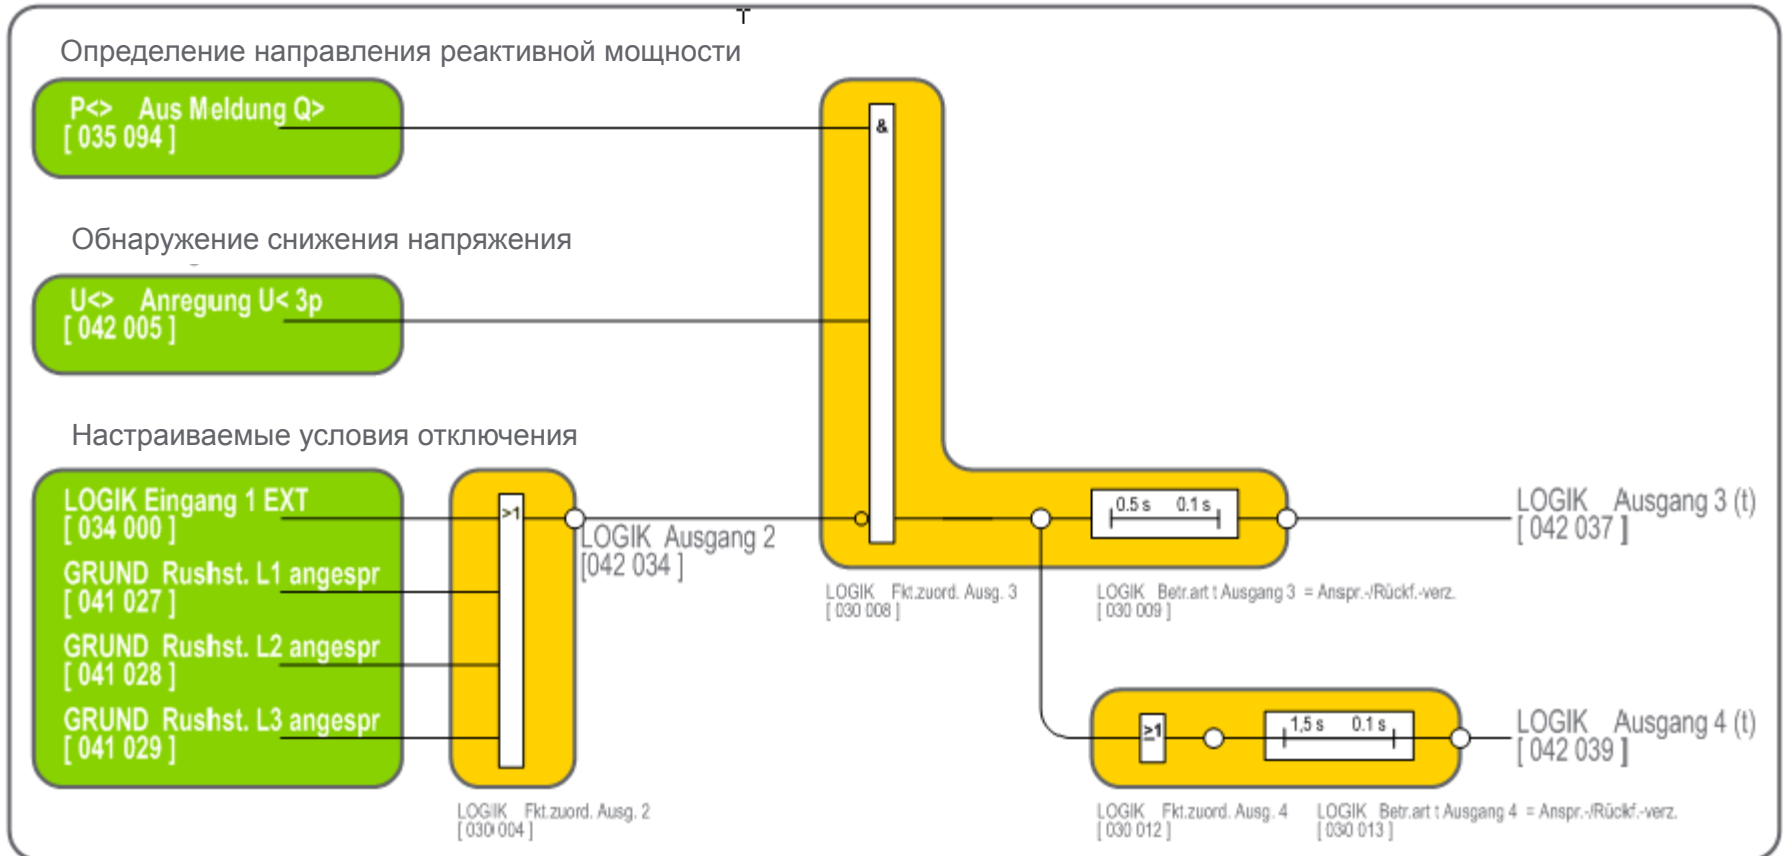 Определение направления реактивной мощности
P<> Aus Meldung Q>
[ 035 094 ]
&
Обнаружение снижения напряжения
U<> Anregung U< 3p
[ 042 005 ]
Настраиваемые условия отключения
LOGIK Eingang 1 EXT
[ 034 000 ]
GRUND Rushst. L1 angespr
[ 041 027 ]
GRUND Rushst. L2 angespr
[ 041 028 ]
GRUND Rushst. L3 angespr
[ 041 029 ]
>1
LOGIK Ausgang 2
[042 034 ]
LOGIK Fkt.zuord. Ausg. 2
[ 030 004 ]
0.5 s 0.1 s
LOGIK Ausgang 3 (t)
[ 042 037 ]
LOGIK Fkt.zuord. Ausg. 3
[ 030 008 ]
LOGIK Betr.art t Ausgang 3 = Anspr.-/Rückf.-verz.
[ 030 009 ]
≥1
1,5 s 0.1 s
LOGIK Ausgang 4 (t)
[ 042 039 ]
LOGIK Fkt.zuord. Ausg. 4
[ 030 012 ]
LOGIK Betr.art t Ausgang 4 = Anspr.-/Rückf.-verz.
[ 030 013 ]